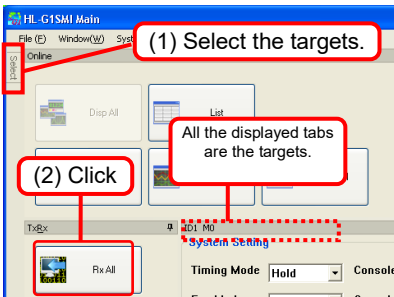 HL-G1SMI Main
File (F) Window(W) Syst
(1) Select the targets.
Select
Online
Disp All
List
All the displayed tabs
are the targets.
(2) Click
TxRx
ID1 M0
System Setting
Rx All
Timing Mode
Hold
Console